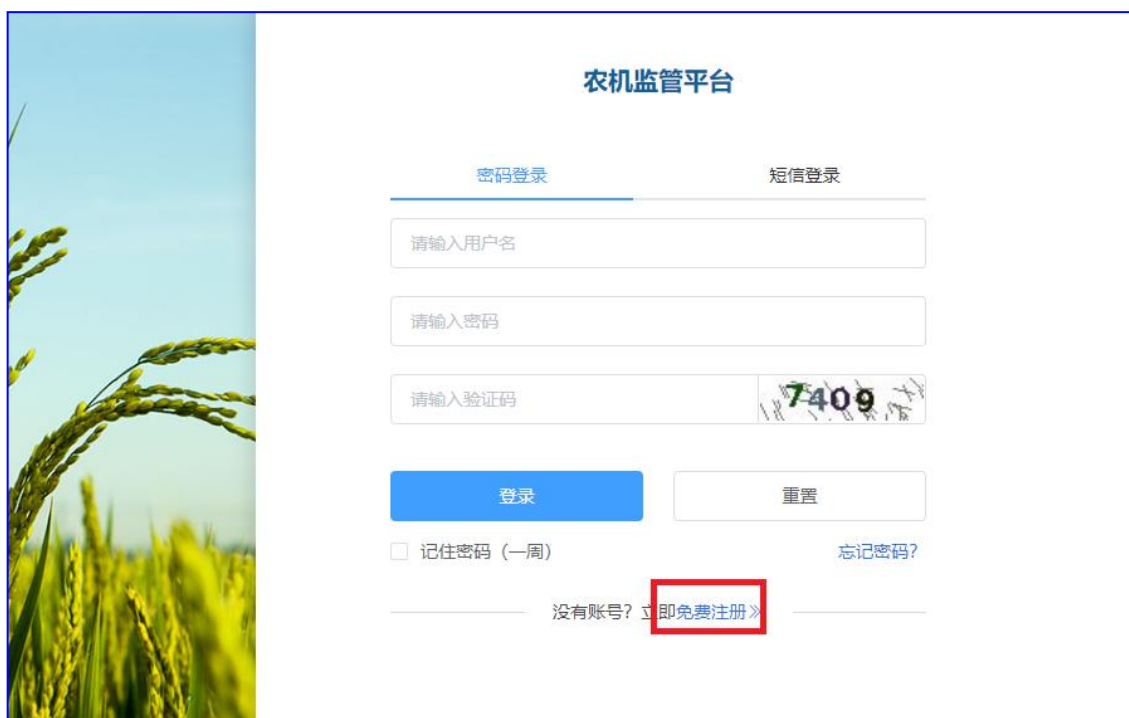 农机监管平台
密码登录 短信登录
请输入用户名
请输入密码
请输入验证码 7409
登录 重置
记住密码（一周） 忘记密码?
没有账号? 立即免费注册»